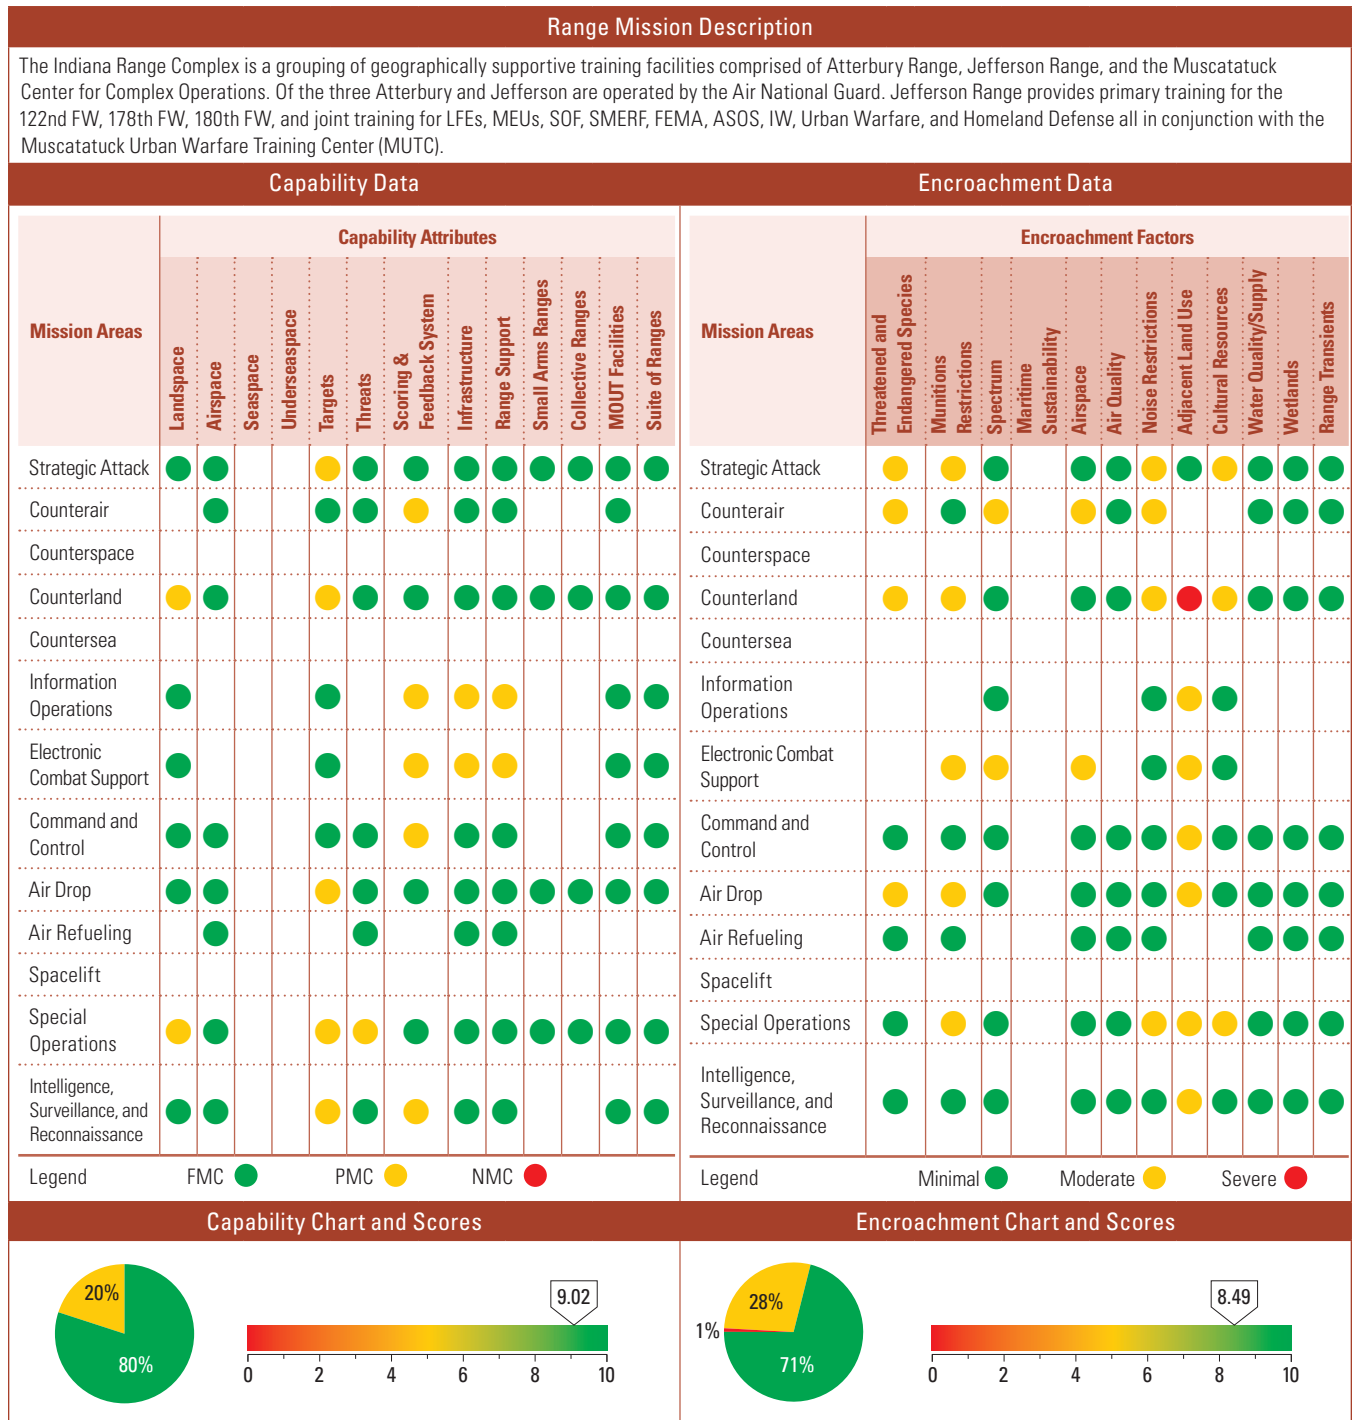 Range Mission Description
The Indiana Range Complex is a grouping of geographically supportive training facilities comprised of Atterbury Range, Jefferson Range, and the Muscatatuck
Center for Complex Operations. Of the three Atterbury and Jefferson are operated by the Air National Guard. Jefferson Range provides primary training for the
122nd FW, 178th FW, 180th FW, and joint training for LFEs, MEUs, SOF, SMERF, FEMA, ASOS, IW, Urban Warfare, and Homeland Defense all in conjunction with the
Muscatatuck Urban Warfare Training Center (MUTC).
Capability Data
Mission Areas
Capability Attributes
Landspace
Airspace
Seaspace
Underseaspace
Targets
Threats
Scoring &
Feedback System
Infrastructure
Range Support
Small Arms Ranges
Collective Ranges
MOUT Facilities
Suite of Ranges
Strategic Attack
Counterair
Counterspace
Counterland
Countersea
Information
Operations
Electronic
Combat Support
Command and
Control
Air Drop
Air Refueling
Spacelift
Special
Operations
Intelligence,
Surveillance, and
Reconnaissance
Legend
FMC
PMC
NMC
Encroachment Data
Mission Areas
Encroachment Factors
Threatened and
Endangered Species
Munitions
Restrictions
Spectrum
Maritime
Sustainability
Airspace
Air Quality
Noise Restrictions
Adjacent Land Use
Cultural Resources
Water Quality/Supply
Wetlands
Range Transients
Strategic Attack
Counterair
Counterspace
Counterland
Countersea
Information
Operations
Electronic Combat
Support
Command and
Control
Air Drop
Air Refueling
Spacelift
Special Operations
Intelligence,
Surveillance, and
Reconnaissance
Legend
Minimal
Moderate
Severe
Capability Chart and Scores
20%
80%
9.02
0 2 4 6 8 10
Encroachment Chart and Scores
28%
1%
71%
8.49
0 2 4 6 8 10